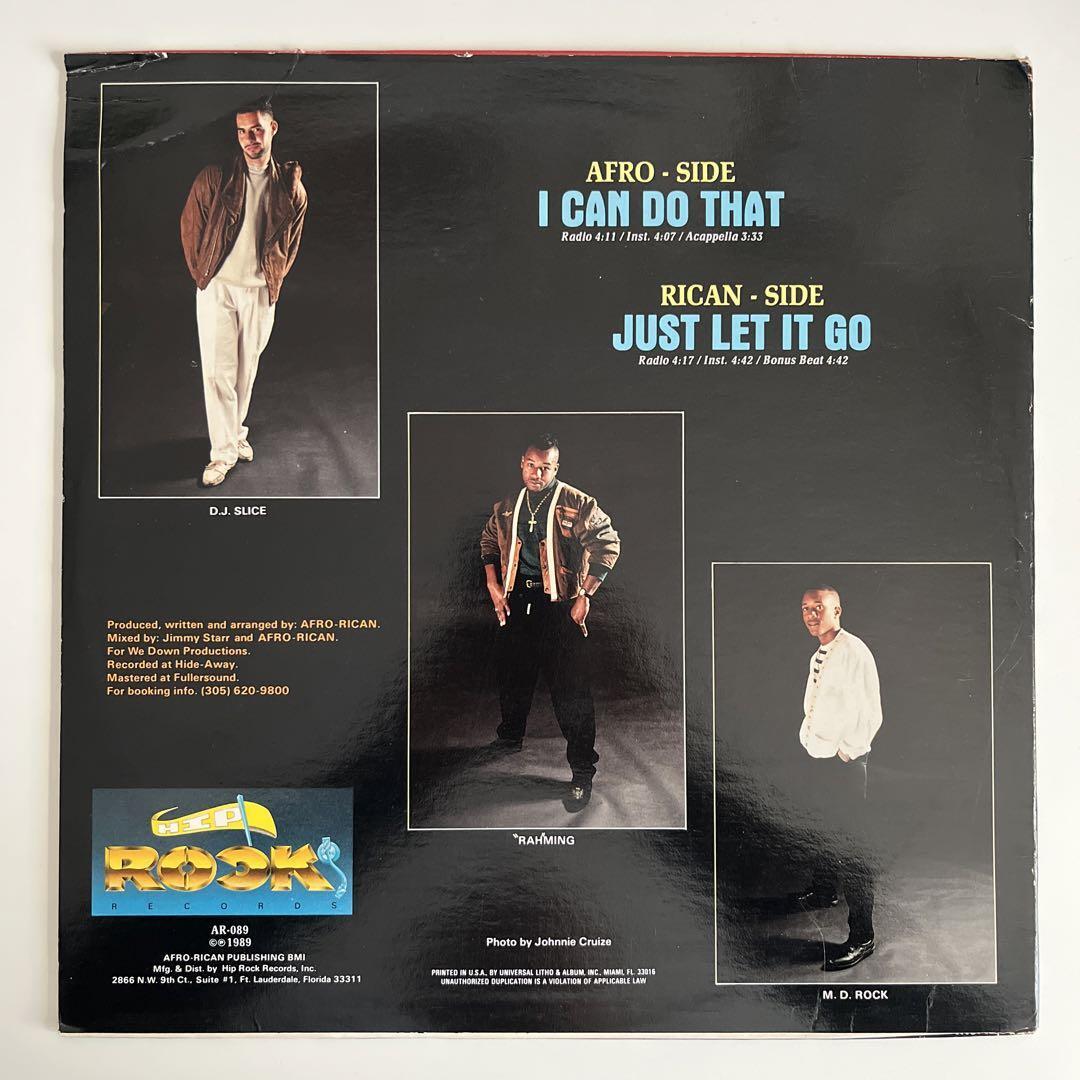 AFRO - SIDE
I CAN DO THAT
Radio 4:11 / Inst. 4:07 / Acappella 3:33
RICAN - SIDE
JUST LET IT GO
Radio 4:17 / Inst. 4:42 / Bonus Beat 4:42
D.J. SLICE
Produced, written and arranged by: AFRO-RICAN.
Mixed by: Jimmy Starr and AFRO-RICAN.
For We Down Productions.
Recorded at Hide-Away.
Mastered at Fullersound.
For booking info. (305) 620-9800
HIP
ROCK
RECORDS
AR-089
©℗1989
AFRO-RICAN PUBLISHING BMI
Mfg. & Dist. by Hip Rock Records, Inc.
2866 N.W. 9th Ct., Suite #1, Ft. Lauderdale, Florida 33311
"RAHMING"
Photo by Johnnie Cruize
PRINTED IN U.S.A. BY UNIVERSAL LITHO & ALBUM, INC., MIAMI, FL. 33016
UNAUTHORIZED DUPLICATION IS A VIOLATION OF APPLICABLE LAW
M. D. ROCK